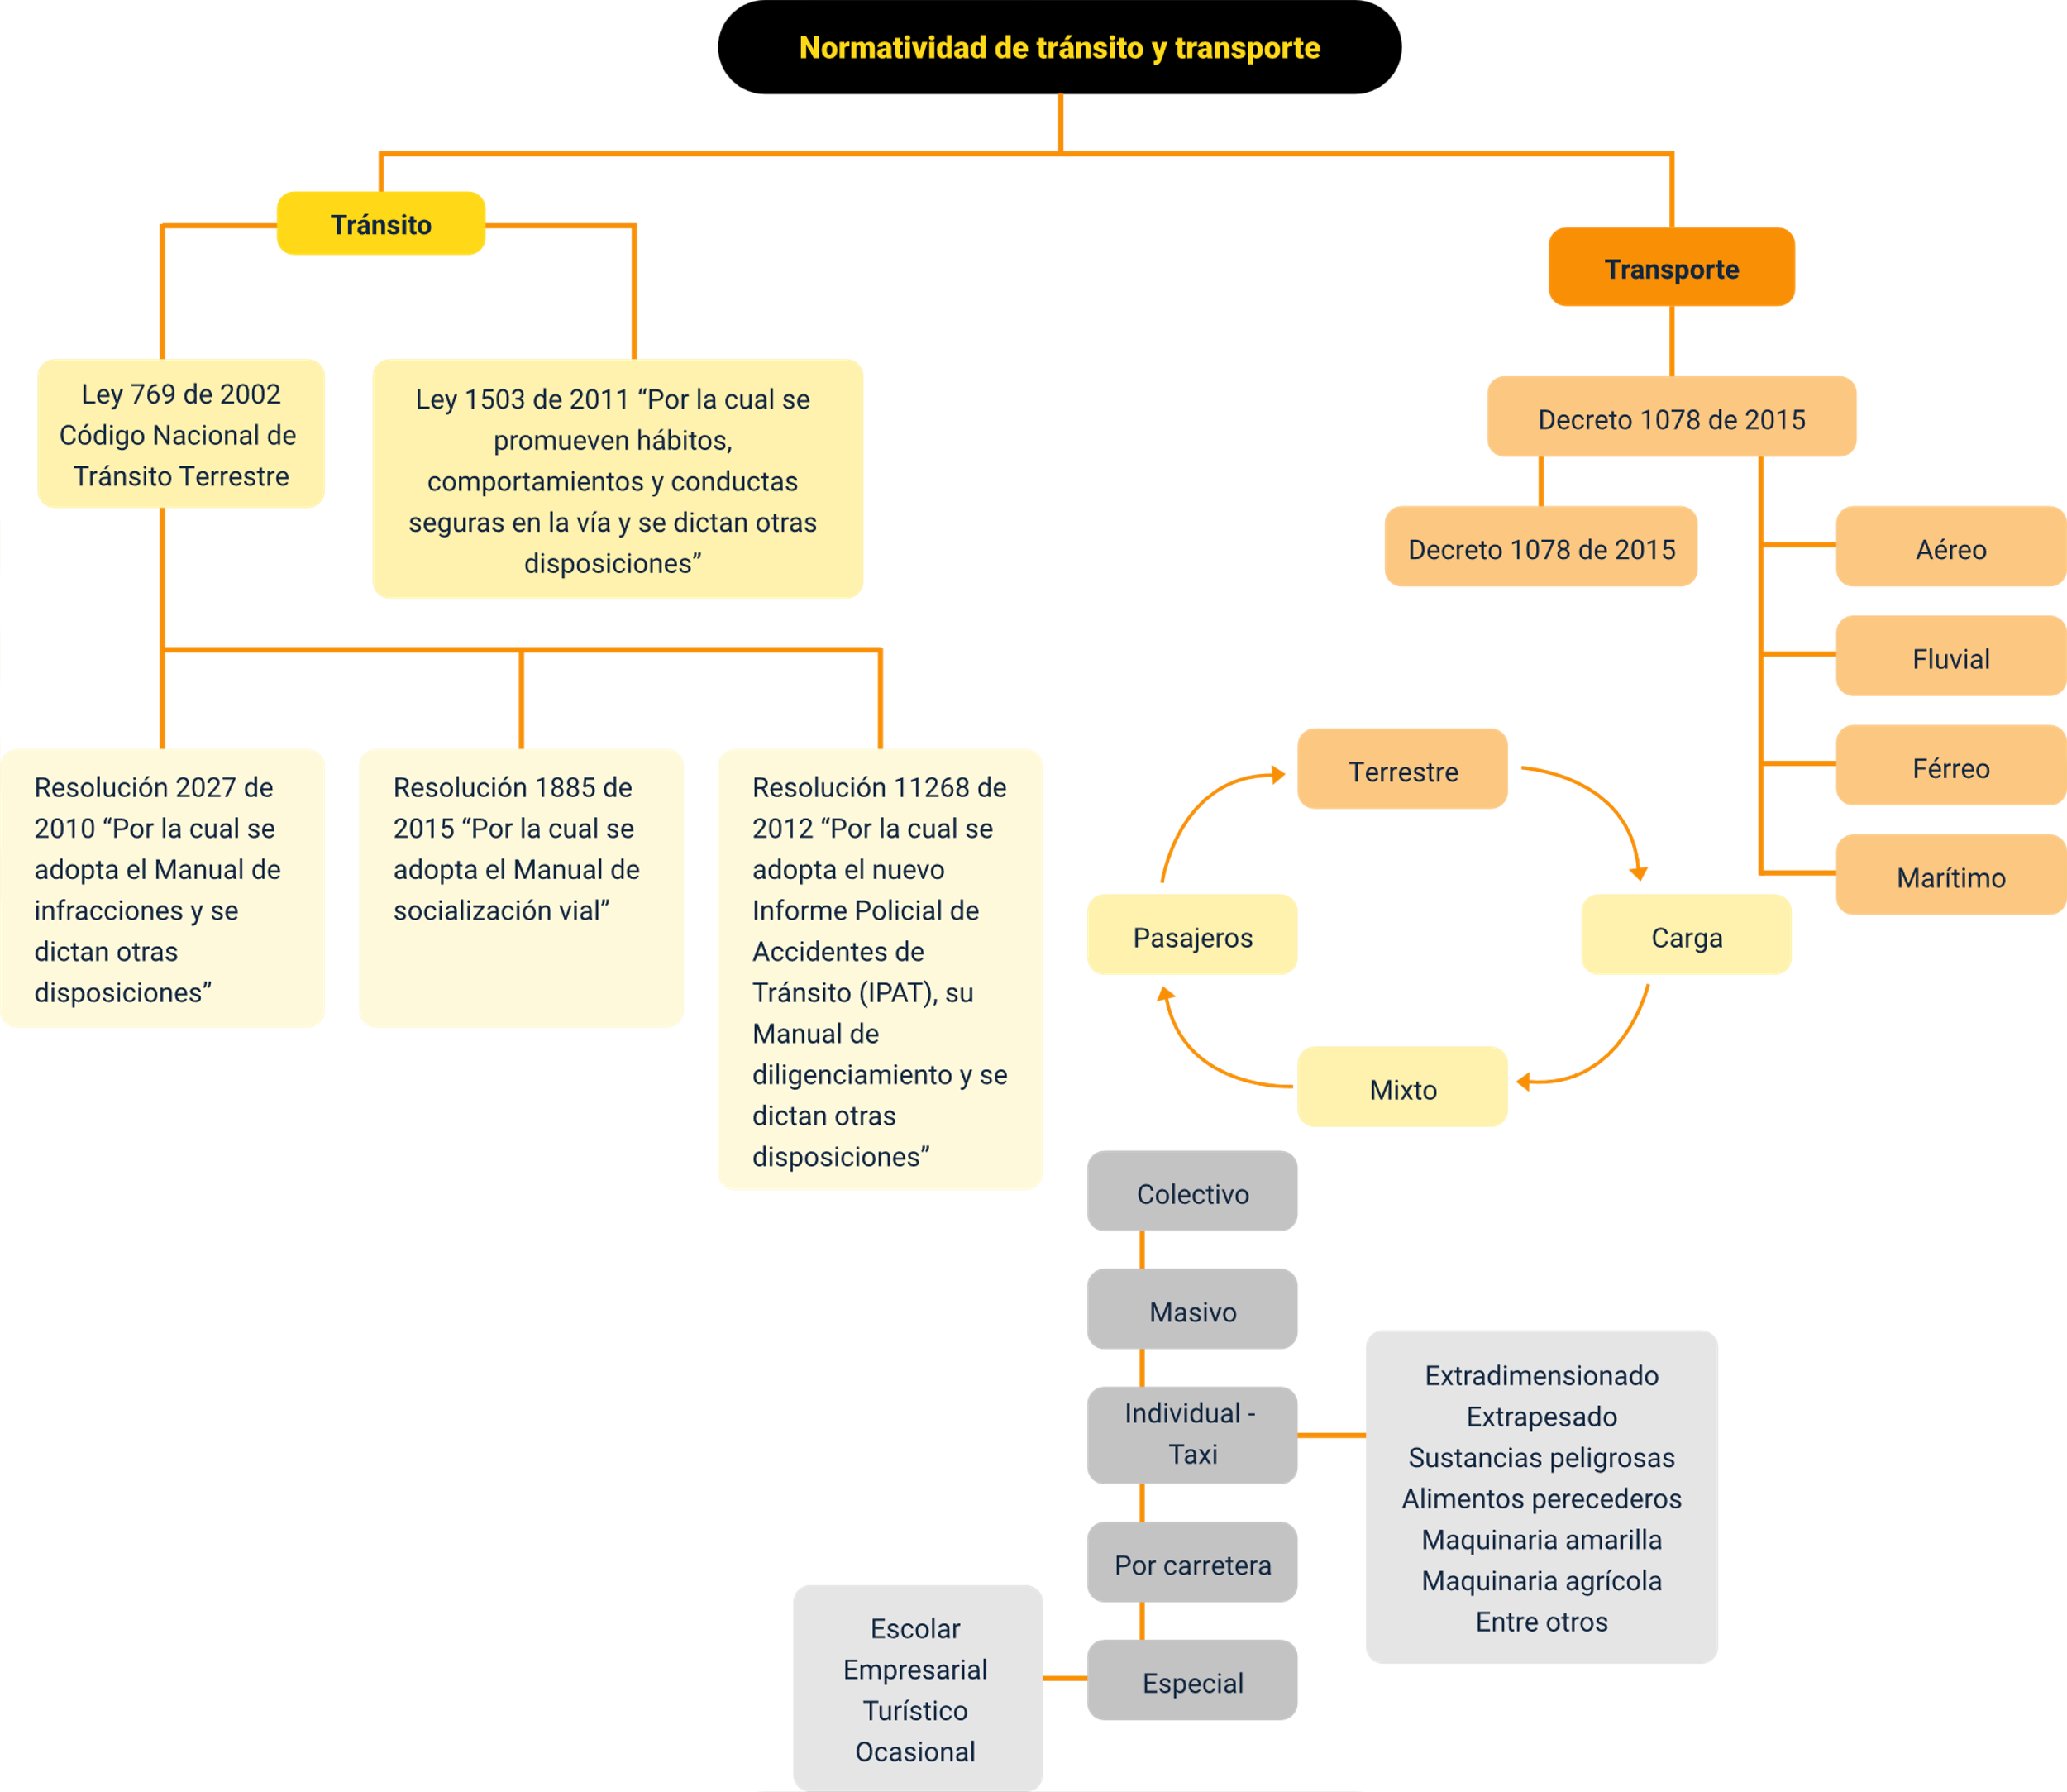 Normatividad de tránsito y transporte
Tránsito
Transporte
Ley 769 de 2002
Código Nacional de
Tránsito Terrestre
Ley 1503 de 2011 “Por la cual se
promueven hábitos,
comportamientos y conductas
seguras en la vía y se dictan otras
disposiciones”
Decreto 1078 de 2015
Decreto 1078 de 2015
Aéreo
Fluvial
Férreo
Marítimo
Resolución 2027 de
2010 “Por la cual se
adopta el Manual de
infracciones y se
dictan otras
disposiciones”
Resolución 1885 de
2015 “Por la cual se
adopta el Manual de
socialización vial”
Resolución 11268 de
2012 “Por la cual se
adopta el nuevo
Informe Policial de
Accidentes de
Tránsito (IPAT), su
Manual de
diligenciamiento y se
dictan otras
disposiciones”
Terrestre
Pasajeros
Carga
Mixto
Colectivo
Masivo
Individual -
Taxi
Por carretera
Especial
Extradimensionado
Extrapesado
Sustancias peligrosas
Alimentos perecederos
Maquinaria amarilla
Maquinaria agrícola
Entre otros
Escolar
Empresarial
Turístico
Ocasional